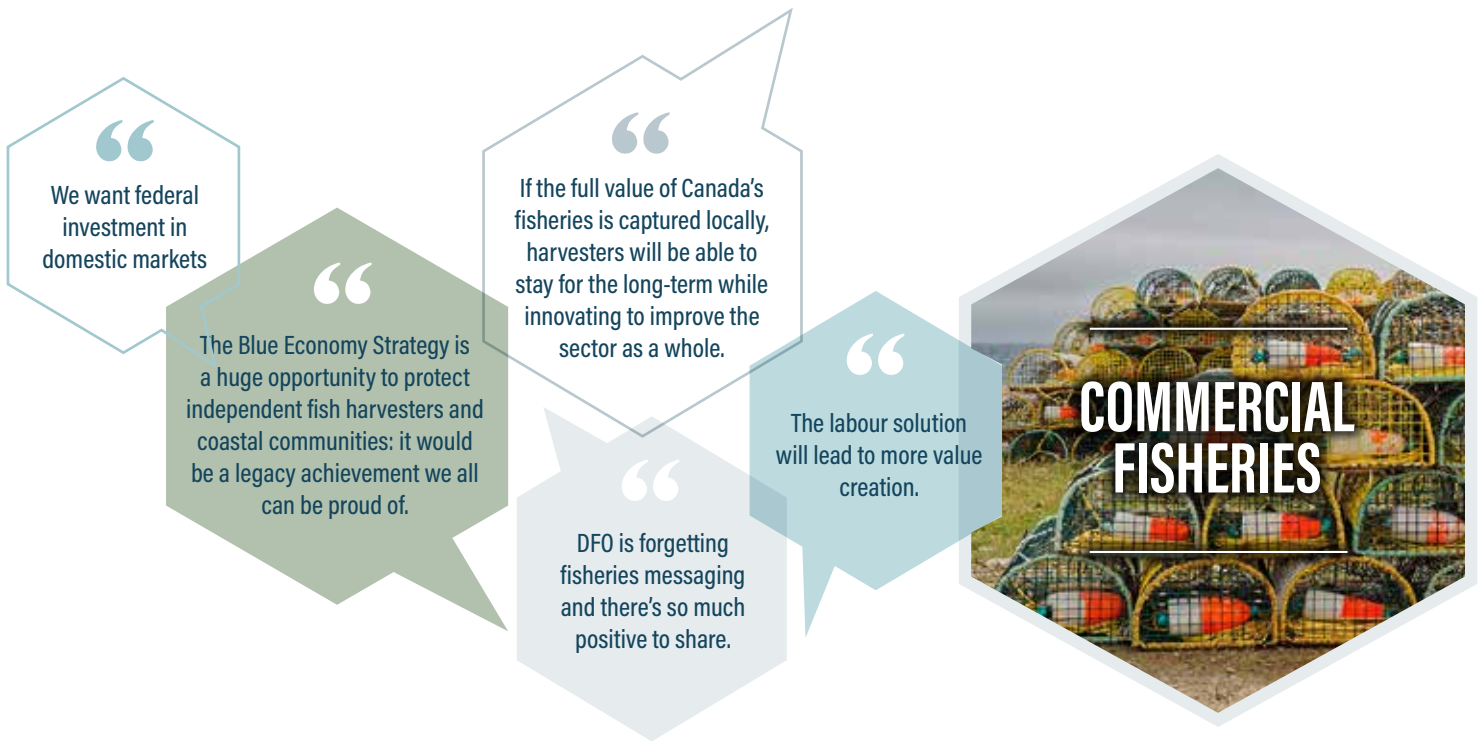 We want federal
investment in
domestic markets
The Blue Economy Strategy is
a huge opportunity to protect
independent fish harvesters and
coastal communities: it would
be a legacy achievement we all
can be proud of.
If the full value of Canada's
fisheries is captured locally,
harvesters will be able to
stay for the long-term while
innovating to improve the
sector as a whole.
DFO is forgetting
fisheries messaging
and there's so much
positive to share.
The labour solution
will lead to more value
creation.
COMMERCIAL
FISHERIES